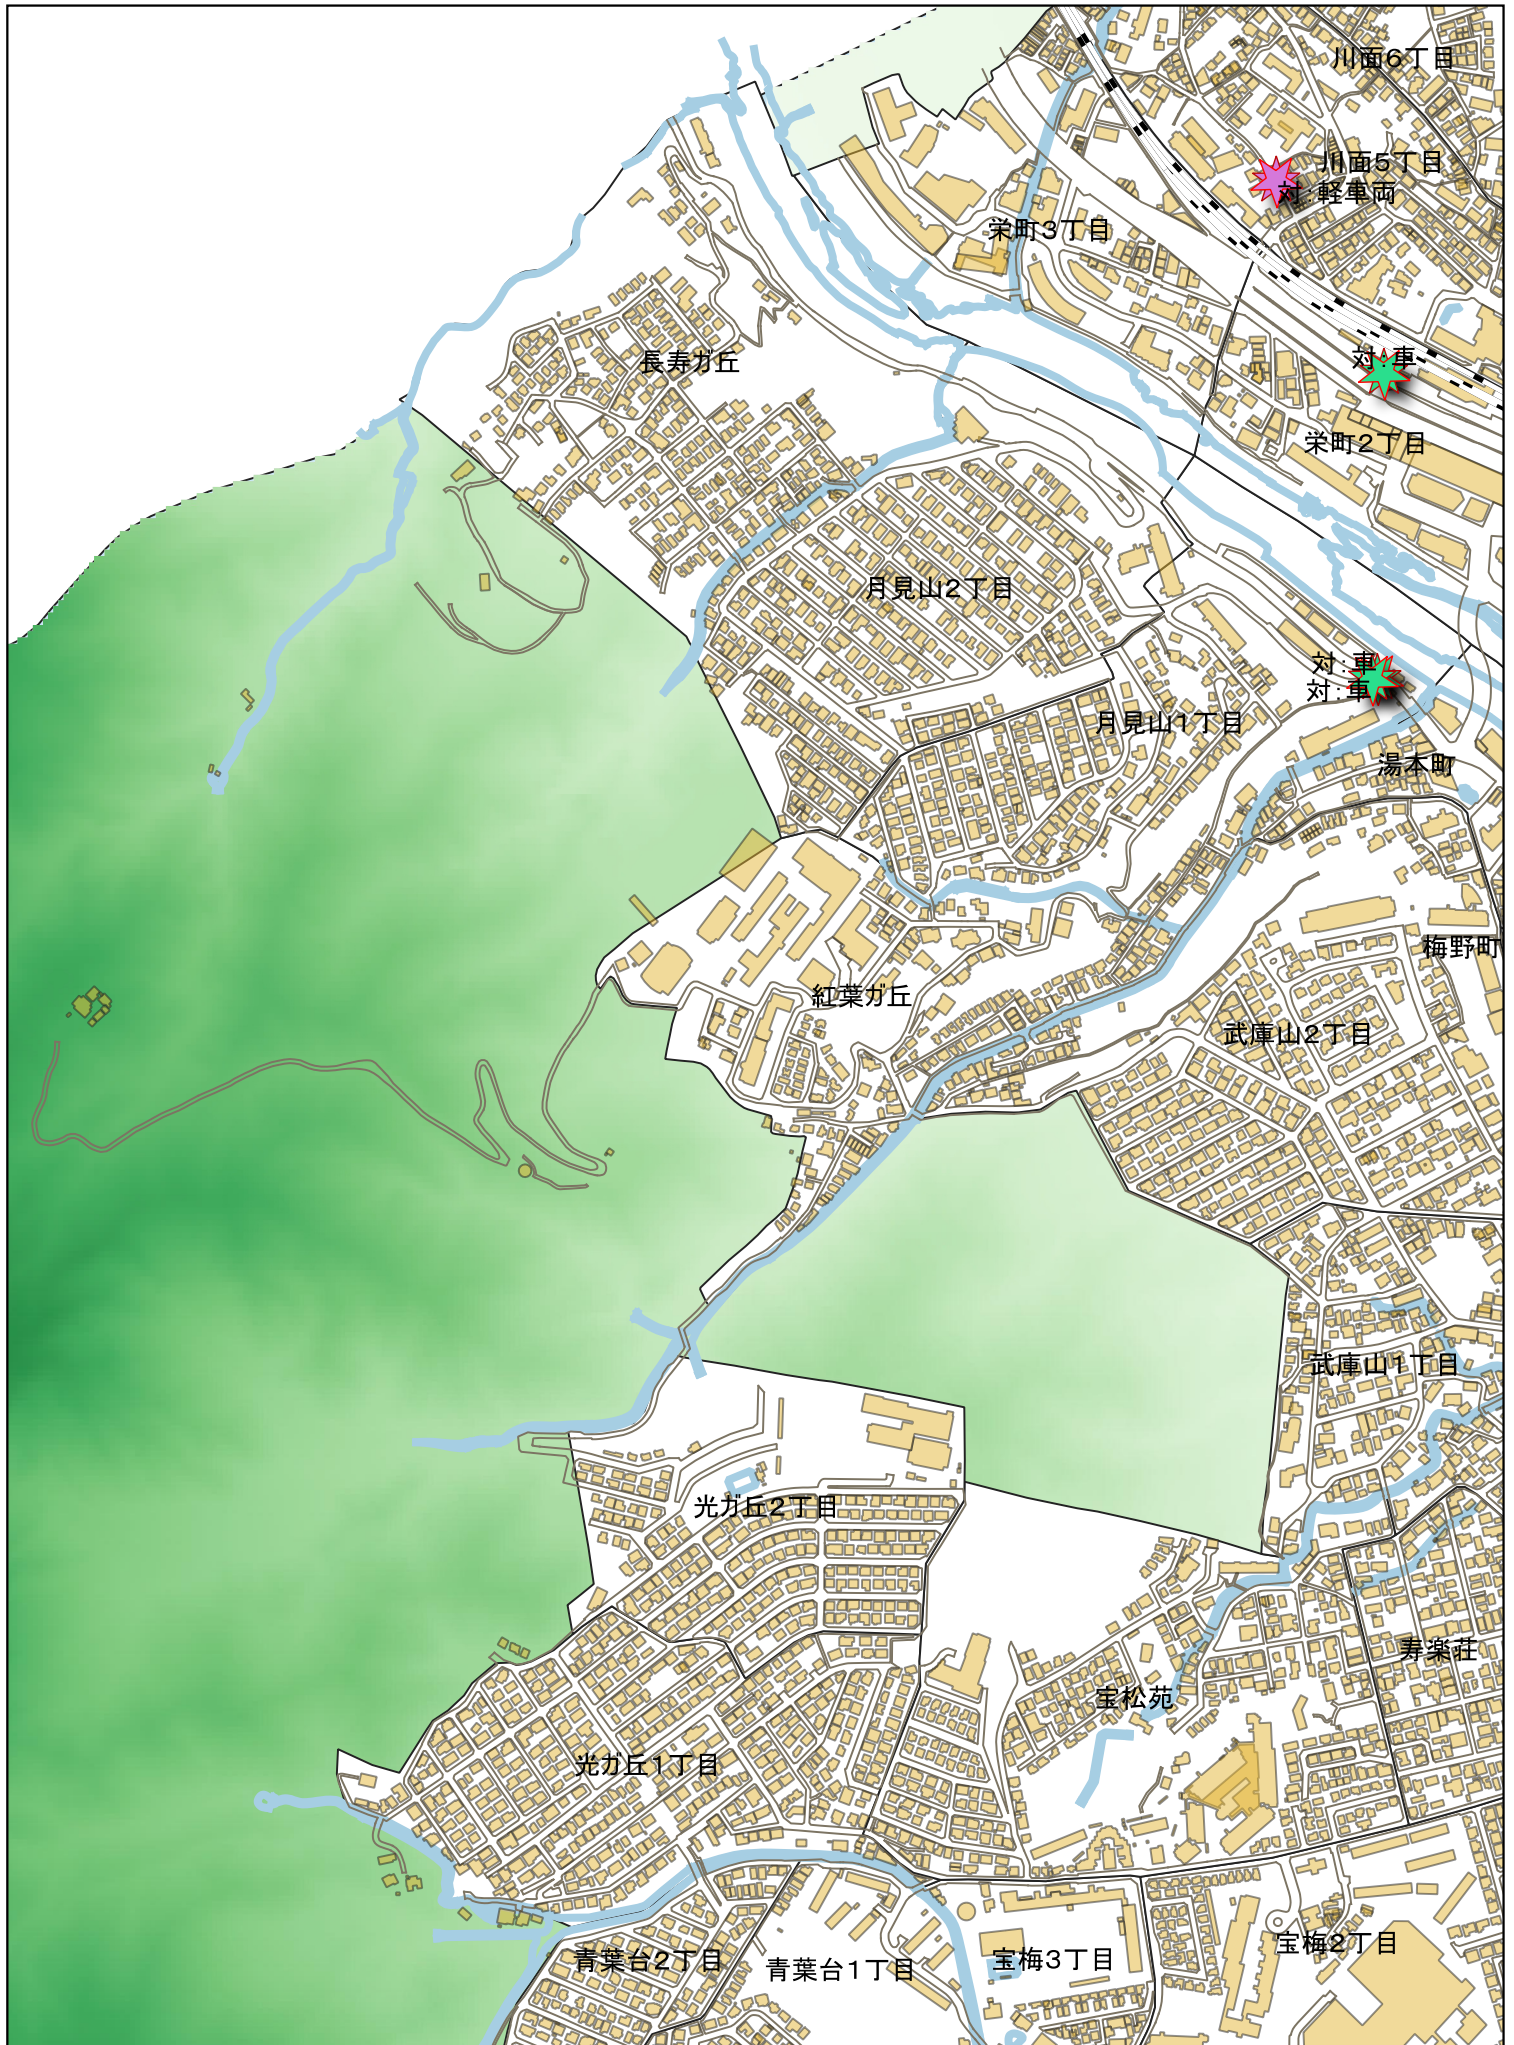 川面6丁目
川面5丁目
対:軽車両
栄町3丁目
対:車
長寿ガ丘
栄町2丁目
月見山2丁目
対:車
対:車
月見山1丁目
湯本町
梅野町
紅葉ガ丘
武庫山2丁目
武庫山1丁目
光ガ丘2丁目
寿楽荘
宝松苑
光ガ丘1丁目
宝梅2丁目
青葉台2丁目
宝梅3丁目
青葉台1丁目